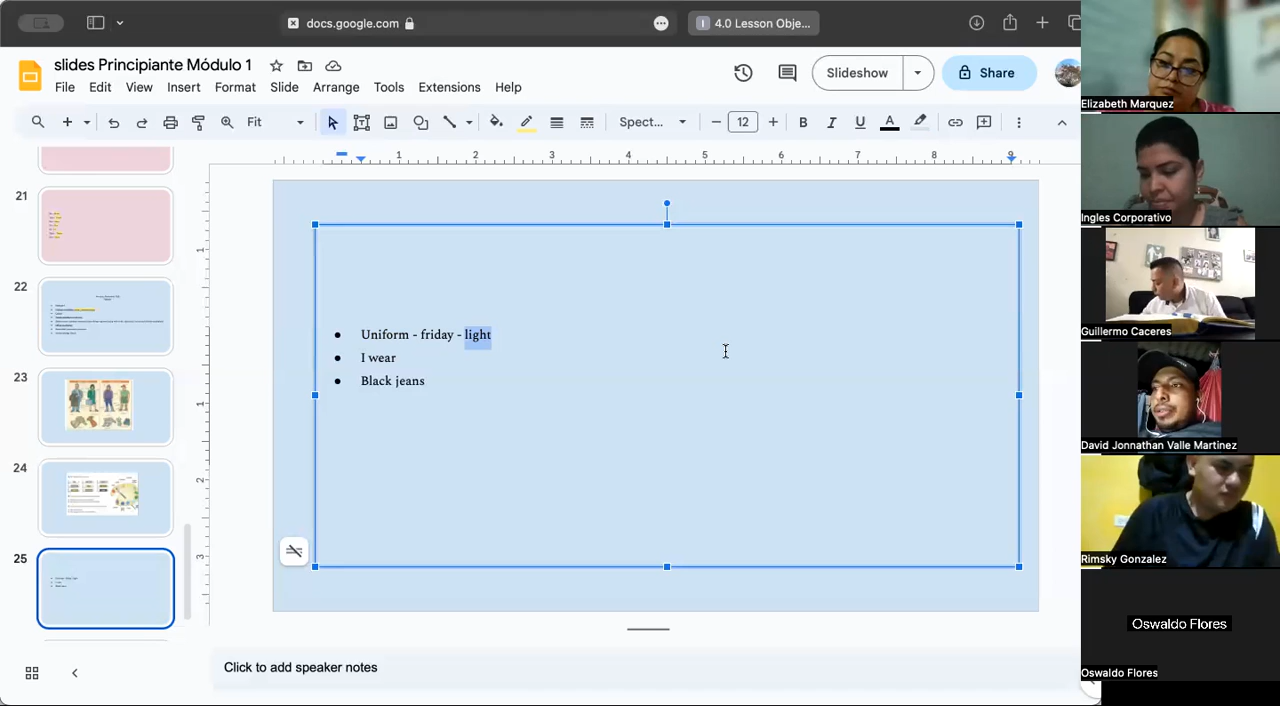 docs.google.com
4.0 Lesson Obje...
slides Principiante Módulo 1
File Edit View Insert Format Slide Arrange Tools Extensions Help
Slideshow
Share
Fit
Spect...
12
B I U A
1 2 3 4 5 6 7 8 9
1
1
2
3
21
22
23
24
25
Uniform - friday - light
I wear
Black jeans
Click to add speaker notes
Elizabeth Marquez
Ingles Corporativo
Guillermo Caceres
David Jonnathan Valle Martinez
Rimsky Gonzalez
Oswaldo Flores
Oswaldo Flores